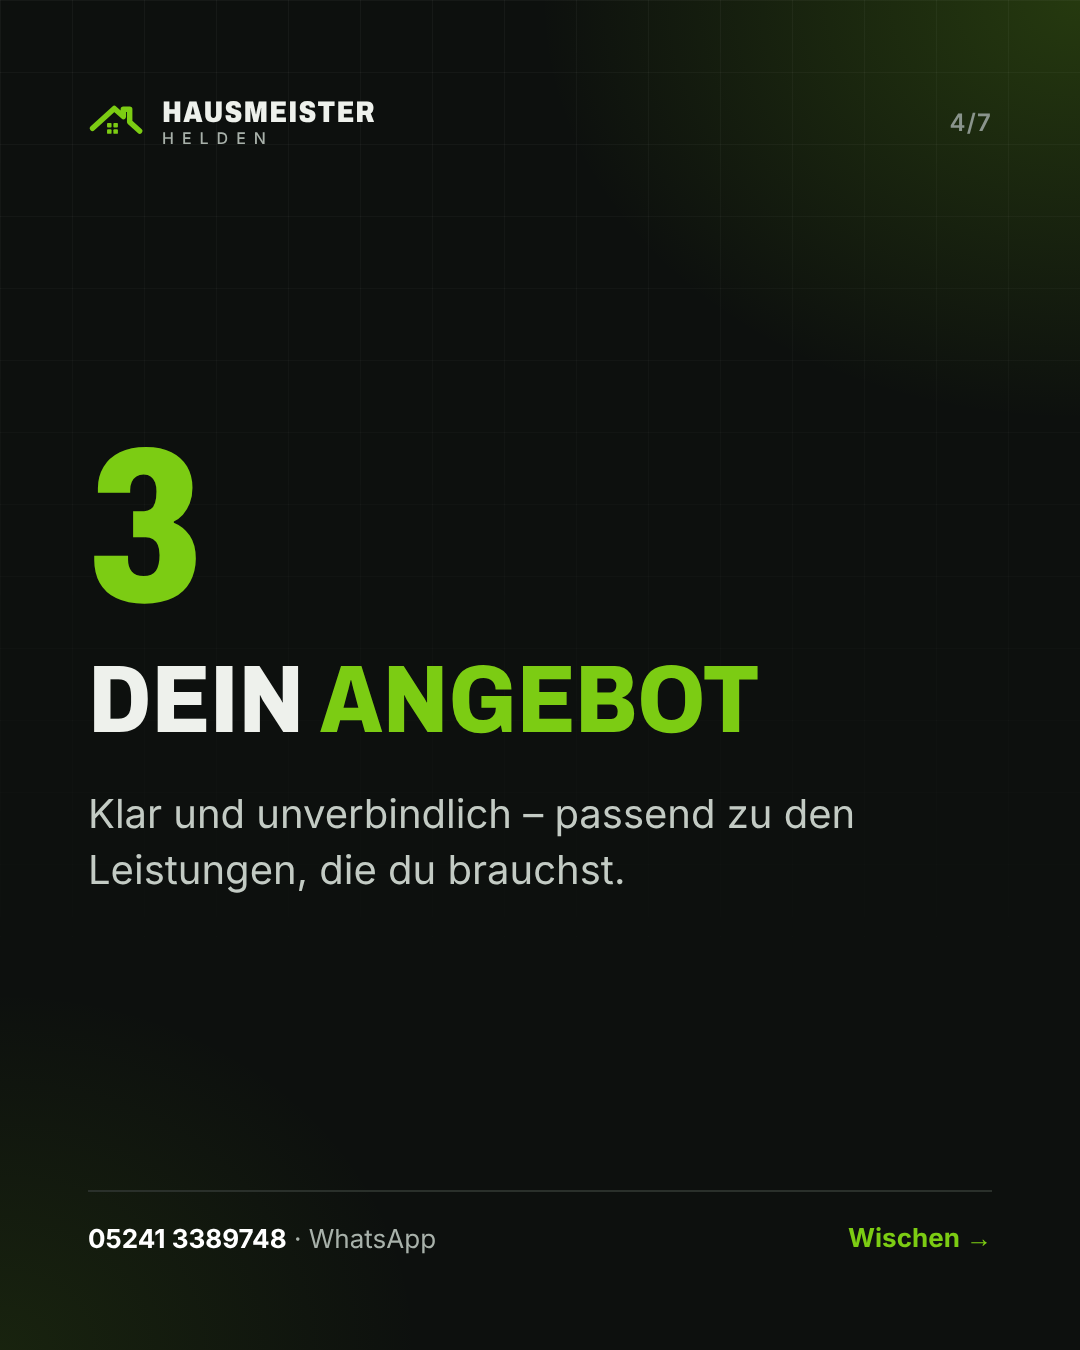 HAUSMEISTER
HELDEN
4/7
3
DEIN ANGEBOT
Klar und unverbindlich – passend zu den
Leistungen, die du brauchst.
05241 3389748 · WhatsApp
Wischen →